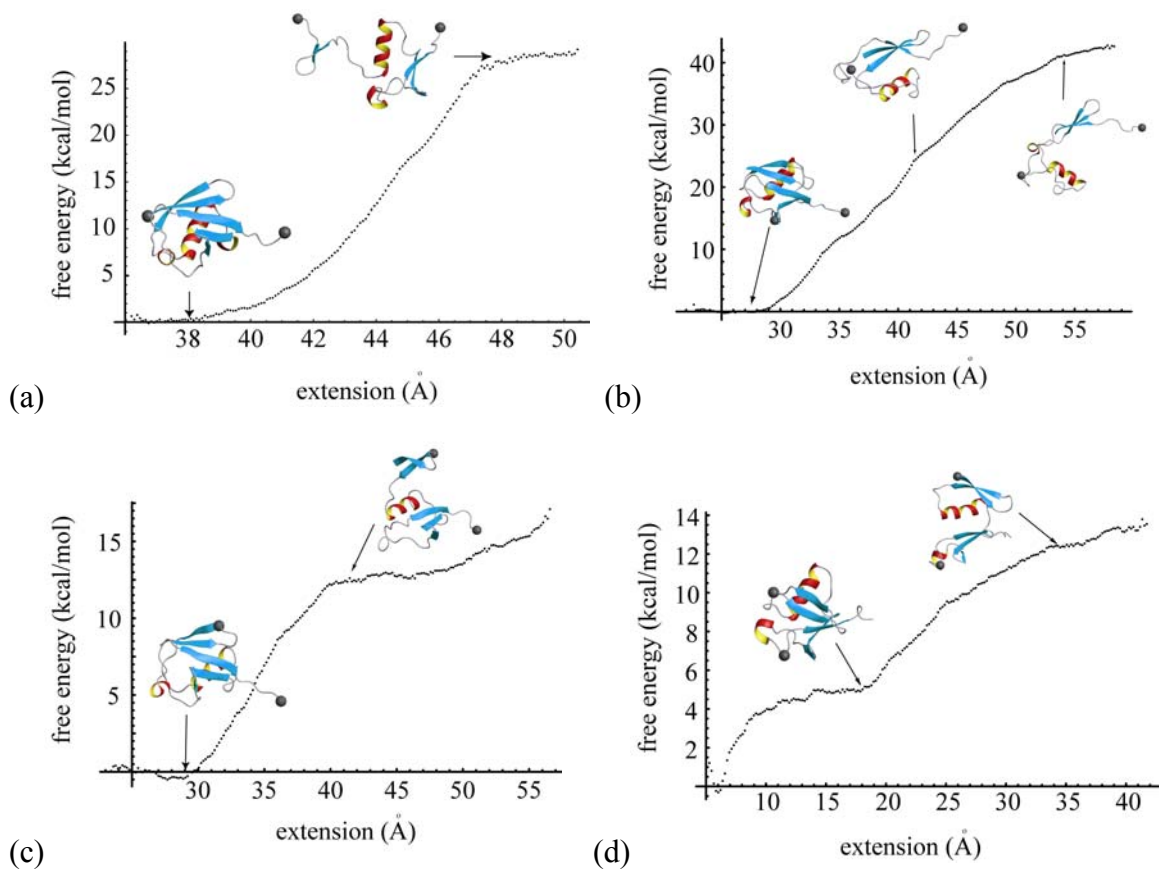 25
20
15
10
5
free energy (kcal/mol)
38 40 42 44 46 48 50
extension (Å)
(a)
40
30
20
10
free energy (kcal/mol)
30 35 40 45 50 55
extension (Å)
(b)
15
10
5
free energy (kcal/mol)
30 35 40 45 50 55
extension (Å)
(c)
14
12
10
8
6
4
2
free energy (kcal/mol)
10 15 20 25 30 35 40
extension (Å)
(d)